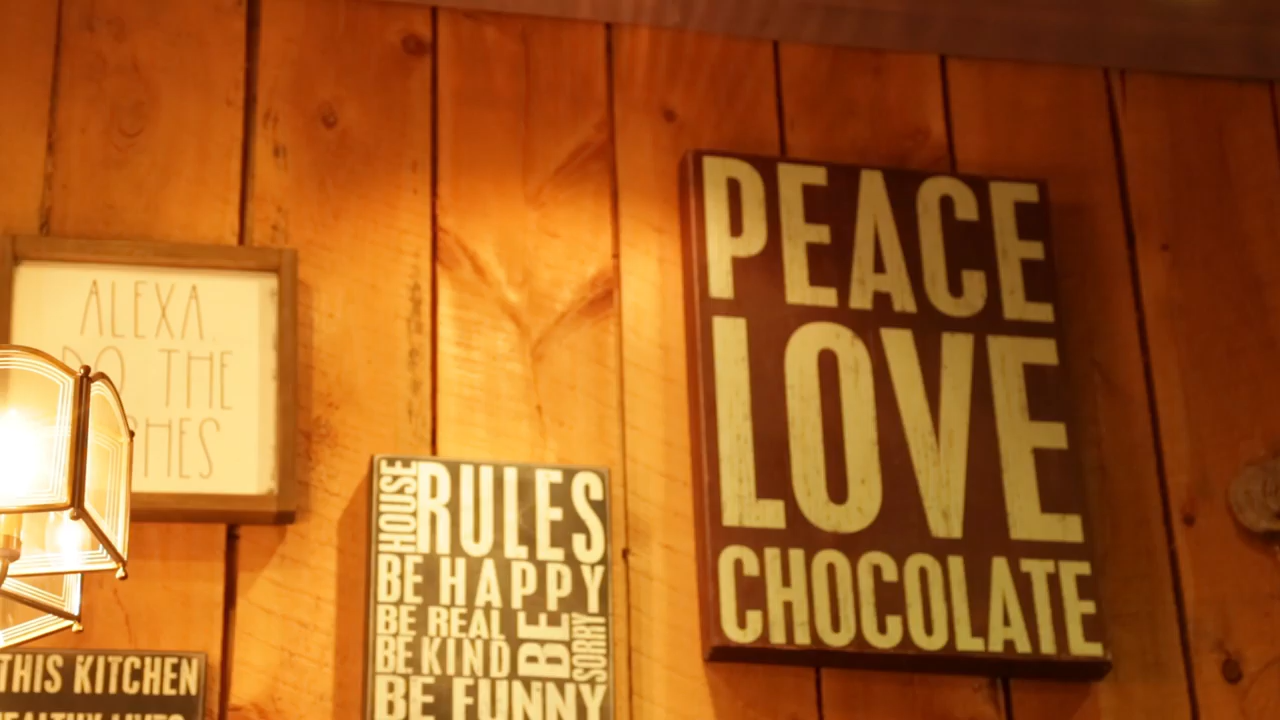 ALEXA,
DO THE
HOUSE RULES
BE HAPPY
BE REAL
BE KIND
BE SORRY
BE FUNNY
PEACE
LOVE
CHOCOLATE
THIS KITCHEN